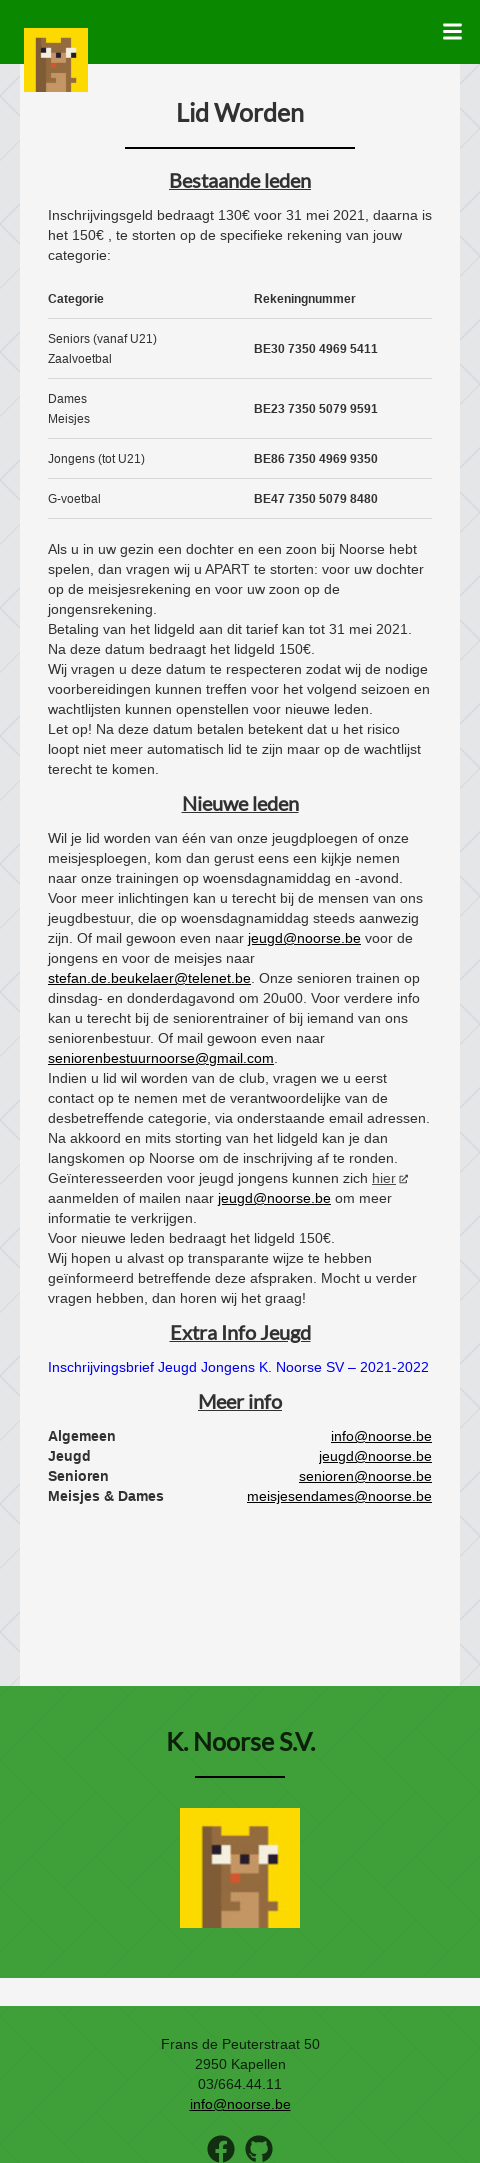 Lid Worden
Bestaande leden
Inschrijvingsgeld bedraagt 130€ voor 31 mei 2021, daarna is
het 150€ , te storten op de specifieke rekening van jouw
categorie:
Categorie Rekeningnummer
Seniors (vanaf U21)
Zaalvoetbal
BE30 7350 4969 5411
Dames
Meisjes
BE23 7350 5079 9591
Jongens (tot U21) BE86 7350 4969 9350
G-voetbal BE47 7350 5079 8480
Als u in uw gezin een dochter en een zoon bij Noorse hebt
spelen, dan vragen wij u APART te storten: voor uw dochter
op de meisjesrekening en voor uw zoon op de
jongensrekening.
Betaling van het lidgeld aan dit tarief kan tot 31 mei 2021.
Na deze datum bedraagt het lidgeld 150€.
Wij vragen u deze datum te respecteren zodat wij de nodige
voorbereidingen kunnen treffen voor het volgend seizoen en
wachtlijsten kunnen openstellen voor nieuwe leden.
Let op! Na deze datum betalen betekent dat u het risico
loopt niet meer automatisch lid te zijn maar op de wachtlijst
terecht te komen.
Nieuwe leden
Wil je lid worden van één van onze jeugdploegen of onze
meisjesploegen, kom dan gerust eens een kijkje nemen
naar onze trainingen op woensdagnamiddag en -avond.
Voor meer inlichtingen kan u terecht bij de mensen van ons
jeugdbestuur, die op woensdagnamiddag steeds aanwezig
zijn. Of mail gewoon even naar jeugd@noorse.be voor de
jongens en voor de meisjes naar
stefan.de.beukelaer@telenet.be. Onze senioren trainen op
dinsdag- en donderdagavond om 20u00. Voor verdere info
kan u terecht bij de seniorentrainer of bij iemand van ons
seniorenbestuur. Of mail gewoon even naar
seniorenbestuurnoorse@gmail.com.
Indien u lid wil worden van de club, vragen we u eerst
contact op te nemen met de verantwoordelijke van de
desbetreffende categorie, via onderstaande email adressen.
Na akkoord en mits storting van het lidgeld kan je dan
langskomen op Noorse om de inschrijving af te ronden.
Geïnteresseerden voor jeugd jongens kunnen zich hier
aanmelden of mailen naar jeugd@noorse.be om meer
informatie te verkrijgen.
Voor nieuwe leden bedraagt het lidgeld 150€.
Wij hopen u alvast op transparante wijze te hebben
geïnformeerd betreffende deze afspraken. Mocht u verder
vragen hebben, dan horen wij het graag!
Extra Info Jeugd
Inschrijvingsbrief Jeugd Jongens K. Noorse SV – 2021-2022
Meer info
Algemeen info@noorse.be
Jeugd jeugd@noorse.be
Senioren senioren@noorse.be
Meisjes & Dames meisjesendames@noorse.be
K. Noorse S.V.
Frans de Peuterstraat 50
2950 Kapellen
03/664.44.11
info@noorse.be